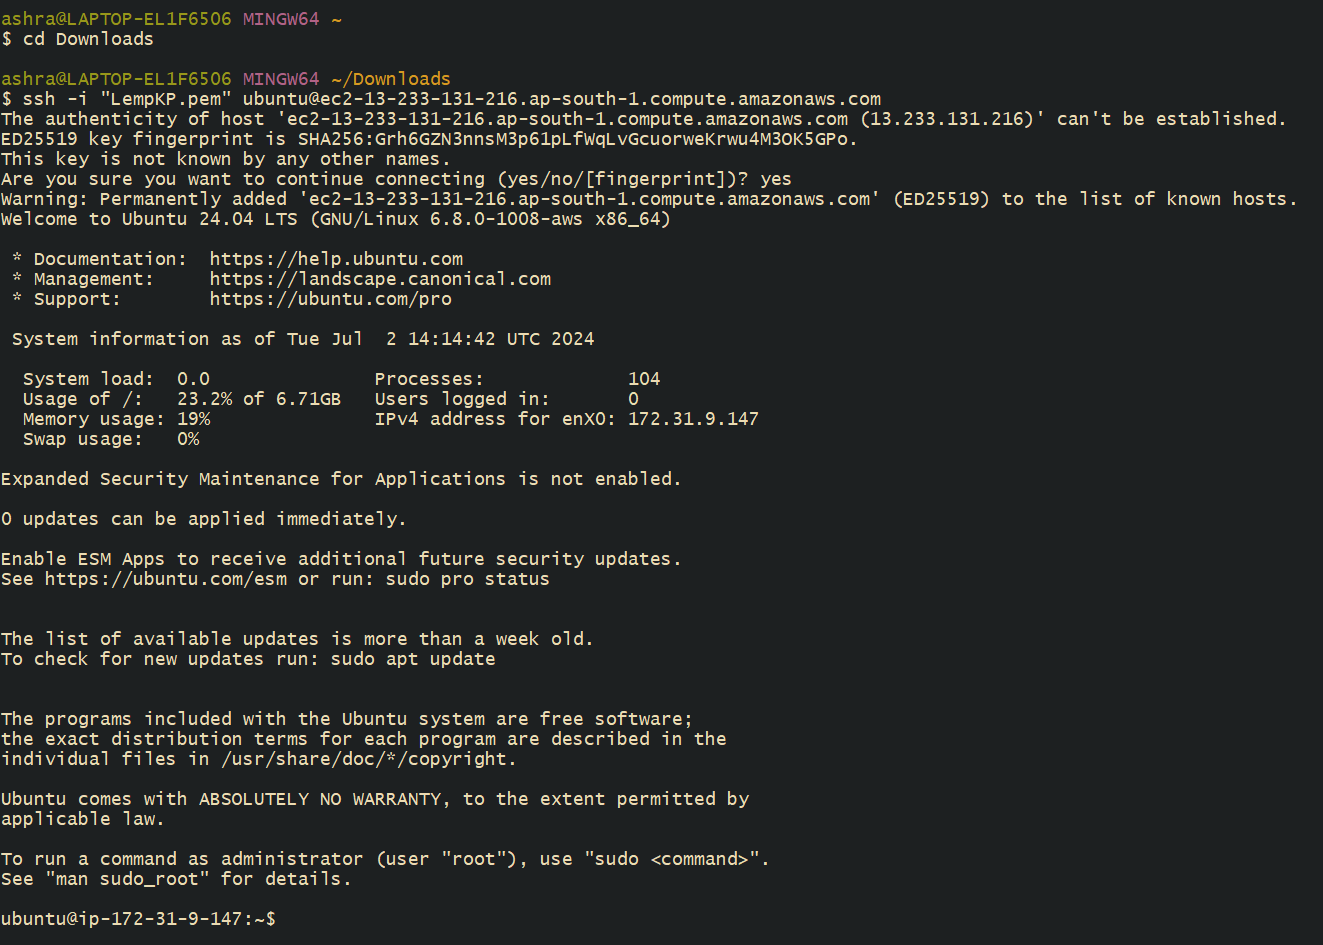 ashra@LAPTOP-EL1F6506 MINGW64 ~
$ cd Downloads
ashra@LAPTOP-EL1F6506 MINGW64 ~/Downloads
$ ssh -i "LempKP.pem" ubuntu@ec2-13-233-131-216.ap-south-1.compute.amazonaws.com
The authenticity of host 'ec2-13-233-131-216.ap-south-1.compute.amazonaws.com (13.233.131.216)' can't be established.
ED25519 key fingerprint is SHA256:Grh6GZN3nnsM3p61pLfWqLvGcuorweKrwu4M3OK5GPo.
This key is not known by any other names.
Are you sure you want to continue connecting (yes/no/[fingerprint])? yes
Warning: Permanently added 'ec2-13-233-131-216.ap-south-1.compute.amazonaws.com' (ED25519) to the list of known hosts.
Welcome to Ubuntu 24.04 LTS (GNU/Linux 6.8.0-1008-aws x86_64)
* Documentation: https://help.ubuntu.com
* Management: https://landscape.canonical.com
* Support: https://ubuntu.com/pro
System information as of Tue Jul 2 14:14:42 UTC 2024
System load: 0.0 Processes: 104
Usage of /: 23.2% of 6.71GB Users logged in: 0
Memory usage: 19% IPv4 address for enX0: 172.31.9.147
Swap usage: 0%
Expanded Security Maintenance for Applications is not enabled.
0 updates can be applied immediately.
Enable ESM Apps to receive additional future security updates.
See https://ubuntu.com/esm or run: sudo pro status
The list of available updates is more than a week old.
To check for new updates run: sudo apt update
The programs included with the Ubuntu system are free software;
the exact distribution terms for each program are described in the
individual files in /usr/share/doc/*/copyright.
Ubuntu comes with ABSOLUTELY NO WARRANTY, to the extent permitted by
applicable law.
To run a command as administrator (user "root"), use "sudo <command>".
See "man sudo_root" for details.
ubuntu@ip-172-31-9-147:~$